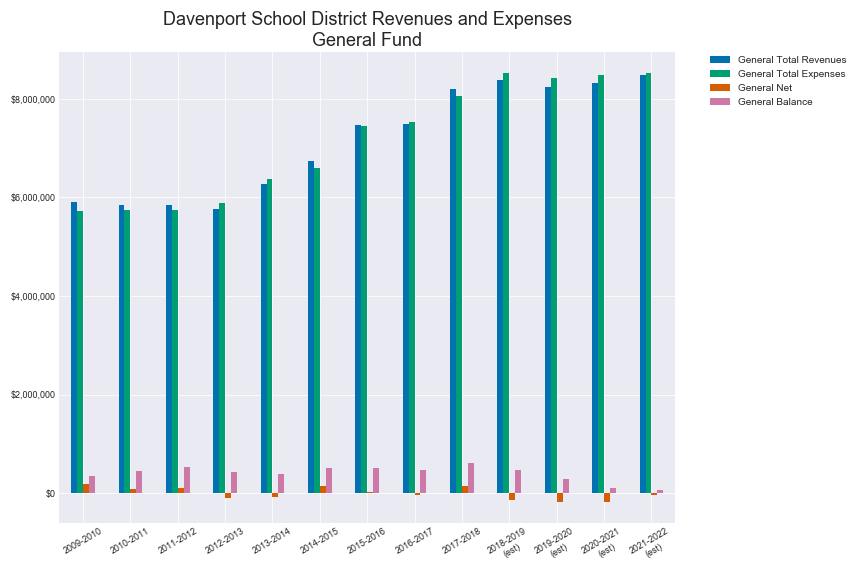 Davenport School District Revenues and Expenses
General Fund
General Total Revenues
General Total Expenses
General Net
General Balance
$8,000,000
$6,000,000
$4,000,000
$2,000,000
$0
2009-2010
2010-2011
2011-2012
2012-2013
2013-2014
2014-2015
2015-2016
2016-2017
2017-2018
2018-2019
(est)
2019-2020
(est)
2020-2021
(est)
2021-2022
(est)